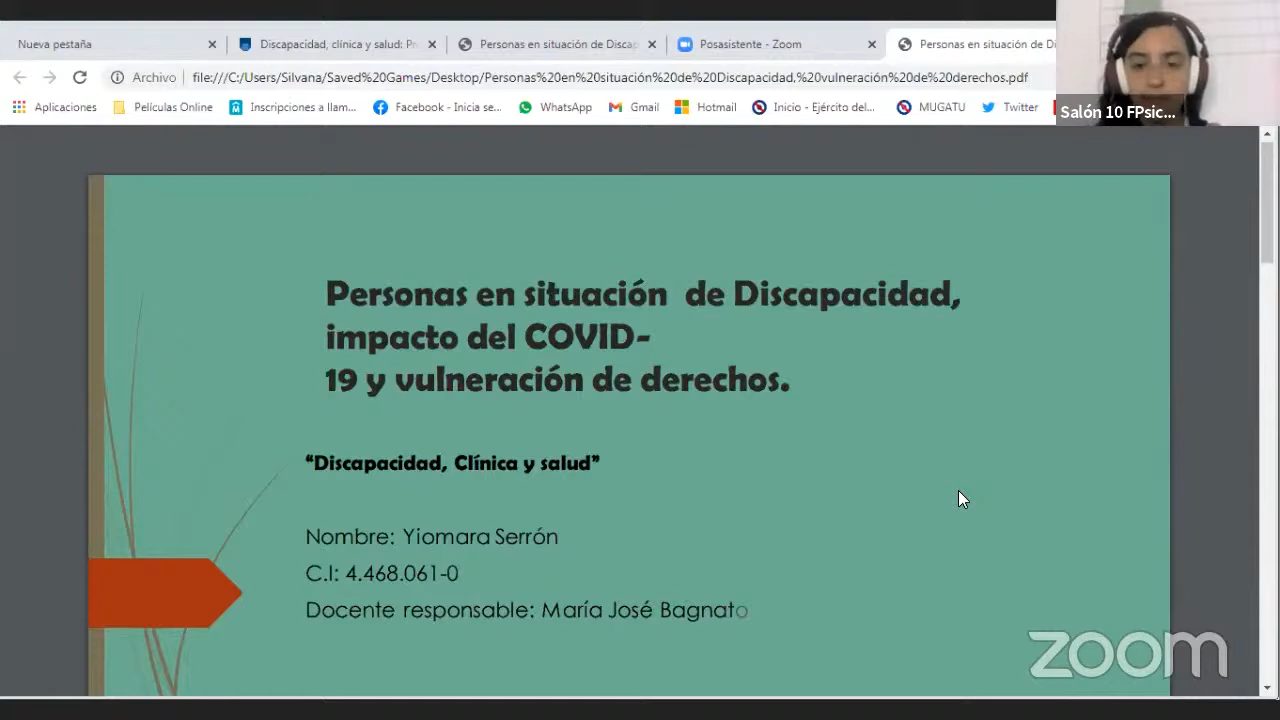 Nueva pestaña
Discapacidad, clínica y salud: Pr
Personas en situación de Discap
Posasistente - Zoom
Personas en situación de Di
Archivo
file:///C:/Users/Silvana/Saved%20Games/Desktop/Personas%20en%20situación%20de%20Discapacidad,%20vulneración%20de%20derechos.pdf
Aplicaciones
Películas Online
Inscripciones a llam...
Facebook - Inicia se...
WhatsApp
Gmail
Hotmail
Inicio - Ejército del...
MUGATU
Twitter
Salón 10 FPsic...
Personas en situación de Discapacidad,
impacto del COVID-
19 y vulneración de derechos.
“Discapacidad, Clínica y salud”
Nombre: Yiomara Serrón
C.I: 4.468.061-0
Docente responsable: María José Bagnato
zoom